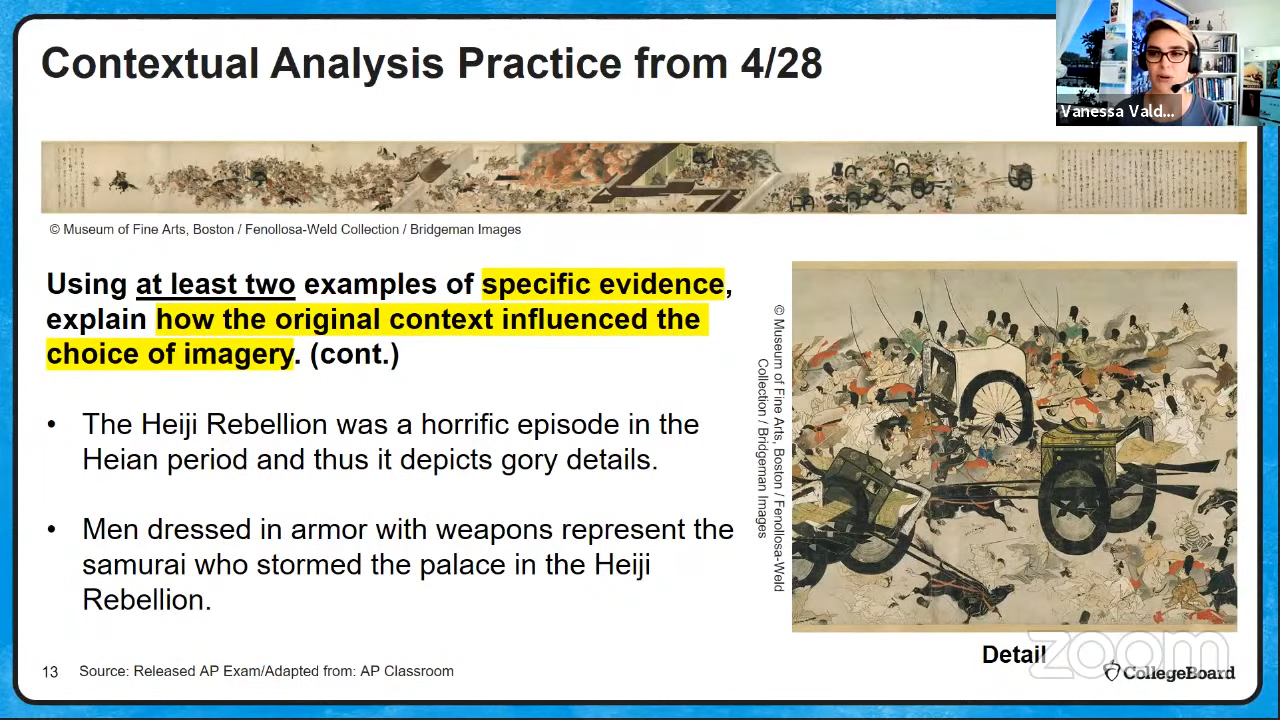 Contextual Analysis Practice from 4/28
Vanessa Vald...
© Museum of Fine Arts, Boston / Fenollosa-Weld Collection / Bridgeman Images
Using at least two examples of specific evidence,
explain how the original context influenced the
choice of imagery. (cont.)
• The Heiji Rebellion was a horrific episode in the
Heian period and thus it depicts gory details.
• Men dressed in armor with weapons represent the
samurai who stormed the palace in the Heiji
Rebellion.
© Museum of Fine Arts, Boston / Fenollosa-Weld
Collection / Bridgeman Images
Detail
zoom
13 Source: Released AP Exam/Adapted from: AP Classroom
CollegeBoard